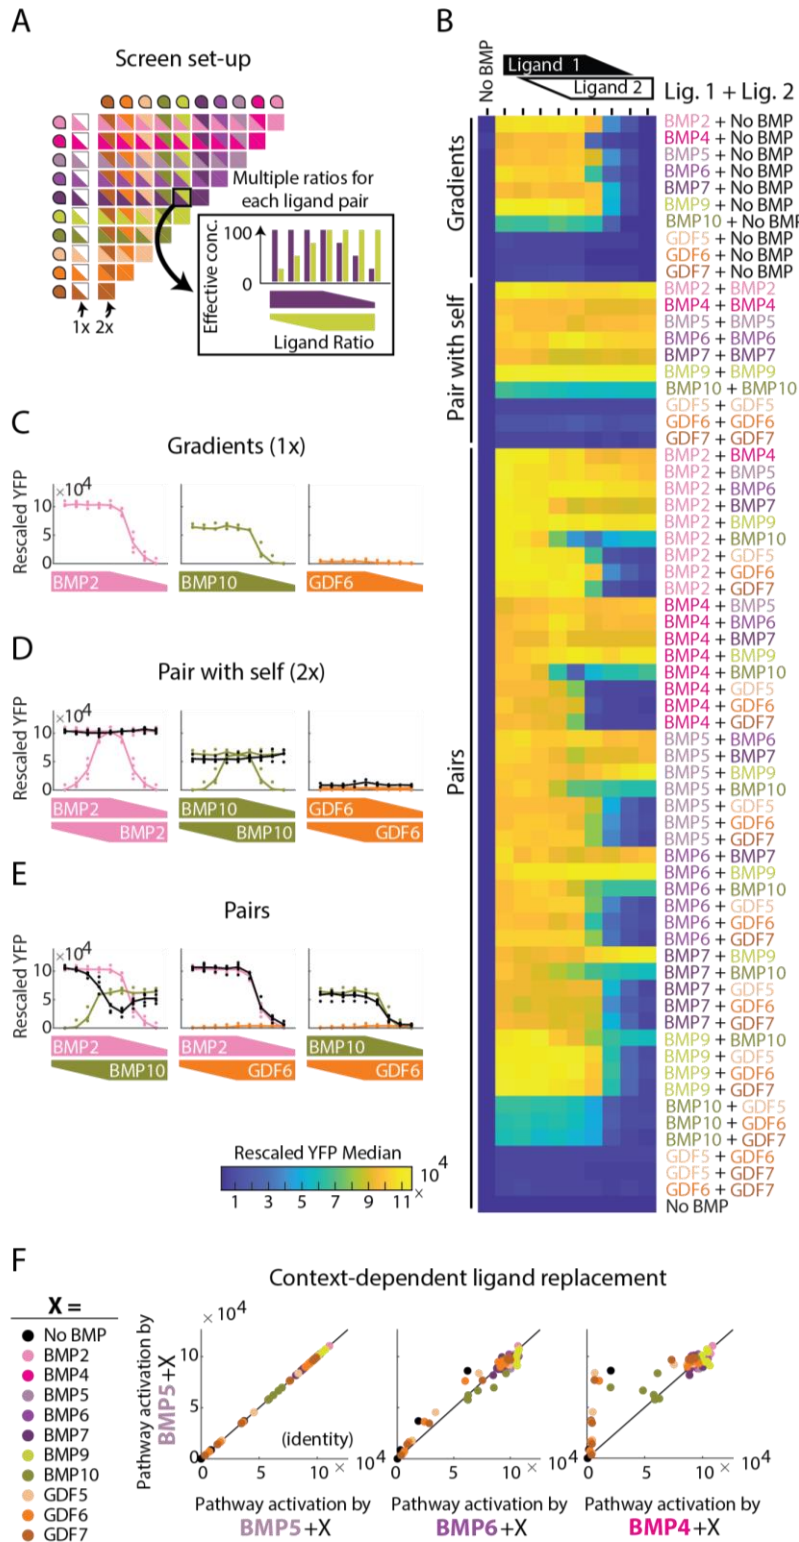 A
Screen set-up
Multiple ratios for
each ligand pair
Effective conc.
100
0
Ligand Ratio
1x 2x
B
No BMP
Ligand 1
Ligand 2
Lig. 1 + Lig. 2
Gradients
BMP2 + No BMP
BMP4 + No BMP
BMP5 + No BMP
BMP6 + No BMP
BMP7 + No BMP
BMP9 + No BMP
BMP10 + No BMP
GDF5 + No BMP
GDF6 + No BMP
GDF7 + No BMP
Pair with self
BMP2 + BMP2
BMP4 + BMP4
BMP5 + BMP5
BMP6 + BMP6
BMP7 + BMP7
BMP9 + BMP9
BMP10 + BMP10
GDF5 + GDF5
GDF6 + GDF6
GDF7 + GDF7
Pairs
BMP2 + BMP4
BMP2 + BMP5
BMP2 + BMP6
BMP2 + BMP7
BMP2 + BMP9
BMP2 + BMP10
BMP2 + GDF5
BMP2 + GDF6
BMP2 + GDF7
BMP4 + BMP5
BMP4 + BMP6
BMP4 + BMP7
BMP4 + BMP9
BMP4 + BMP10
BMP4 + GDF5
BMP4 + GDF6
BMP4 + GDF7
BMP5 + BMP6
BMP5 + BMP7
BMP5 + BMP9
BMP5 + BMP10
BMP5 + GDF5
BMP5 + GDF6
BMP5 + GDF7
BMP6 + BMP7
BMP6 + BMP9
BMP6 + BMP10
BMP6 + GDF5
BMP6 + GDF6
BMP6 + GDF7
BMP7 + BMP9
BMP7 + BMP10
BMP7 + GDF5
BMP7 + GDF6
BMP7 + GDF7
BMP9 + BMP10
BMP9 + GDF5
BMP9 + GDF6
BMP9 + GDF7
BMP10 + GDF5
BMP10 + GDF6
BMP10 + GDF7
GDF5 + GDF6
GDF5 + GDF7
GDF6 + GDF7
No BMP
C
Gradients (1x)
Rescaled YFP
×10⁴
10
5
0
BMP2
BMP10
GDF6
D
Pair with self (2x)
Rescaled YFP
×10⁴
10
5
0
BMP2
BMP10
GDF6
BMP2
BMP10
GDF6
E
Pairs
Rescaled YFP
×10⁴
10
5
0
BMP2
BMP2
BMP10
BMP10
GDF6
GDF6
Rescaled YFP Median
× 10⁴
1 3 5 7 9 11
F
Context-dependent ligand replacement
X =
No BMP
BMP2
BMP4
BMP5
BMP6
BMP7
BMP9
BMP10
GDF5
GDF6
GDF7
Pathway activation by
BMP5+X
× 10⁴
10
5
0
(identity)
0 5 10 × 10⁴
0 5 10 × 10⁴
0 5 10 × 10⁴
Pathway activation by
BMP5+X
Pathway activation by
BMP6+X
Pathway activation by
BMP4+X